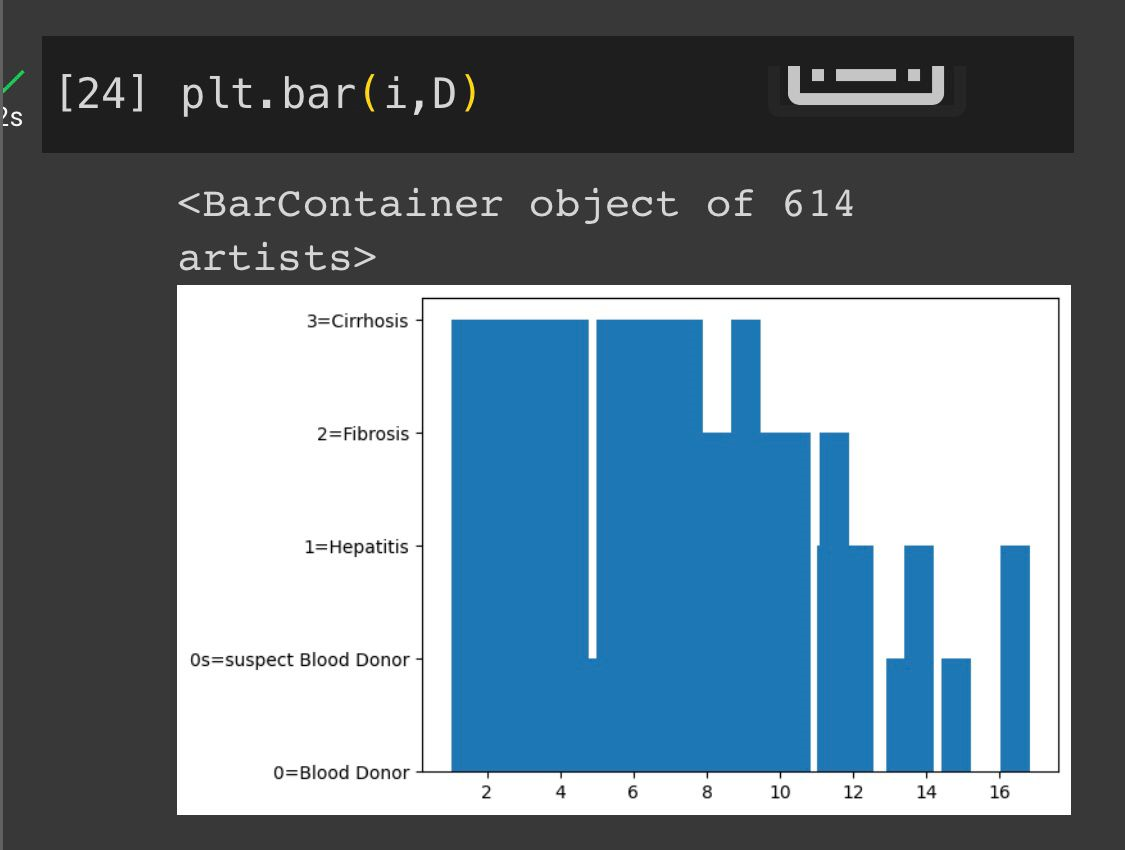 [24] plt.bar(i,D)
2s
<BarContainer object of 614
artists>
3=Cirrhosis
2=Fibrosis
1=Hepatitis
0s=suspect Blood Donor
0=Blood Donor
2 4 6 8 10 12 14 16